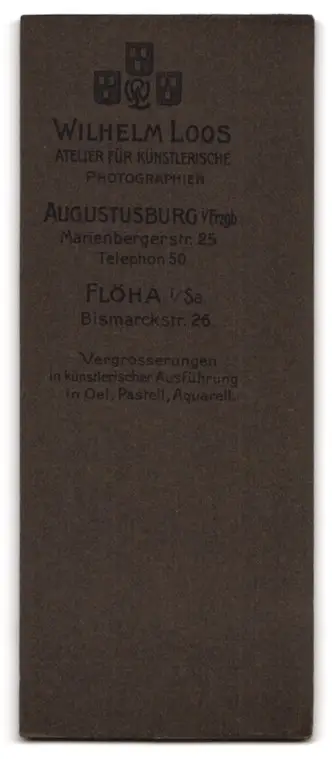 WILHELM LOOS
ATELIER FÜR KÜNSTLERISCHE
PHOTOGRAPHIEN
AUGUSTUSBURG i/Erzgb.
Marienbergerstr. 25
Telephon 50
FLÖHA i/Sa.
Bismarckstr. 26.
Vergrösserungen
in künstlerischer Ausführung
in Oel, Pastell, Aquarell.